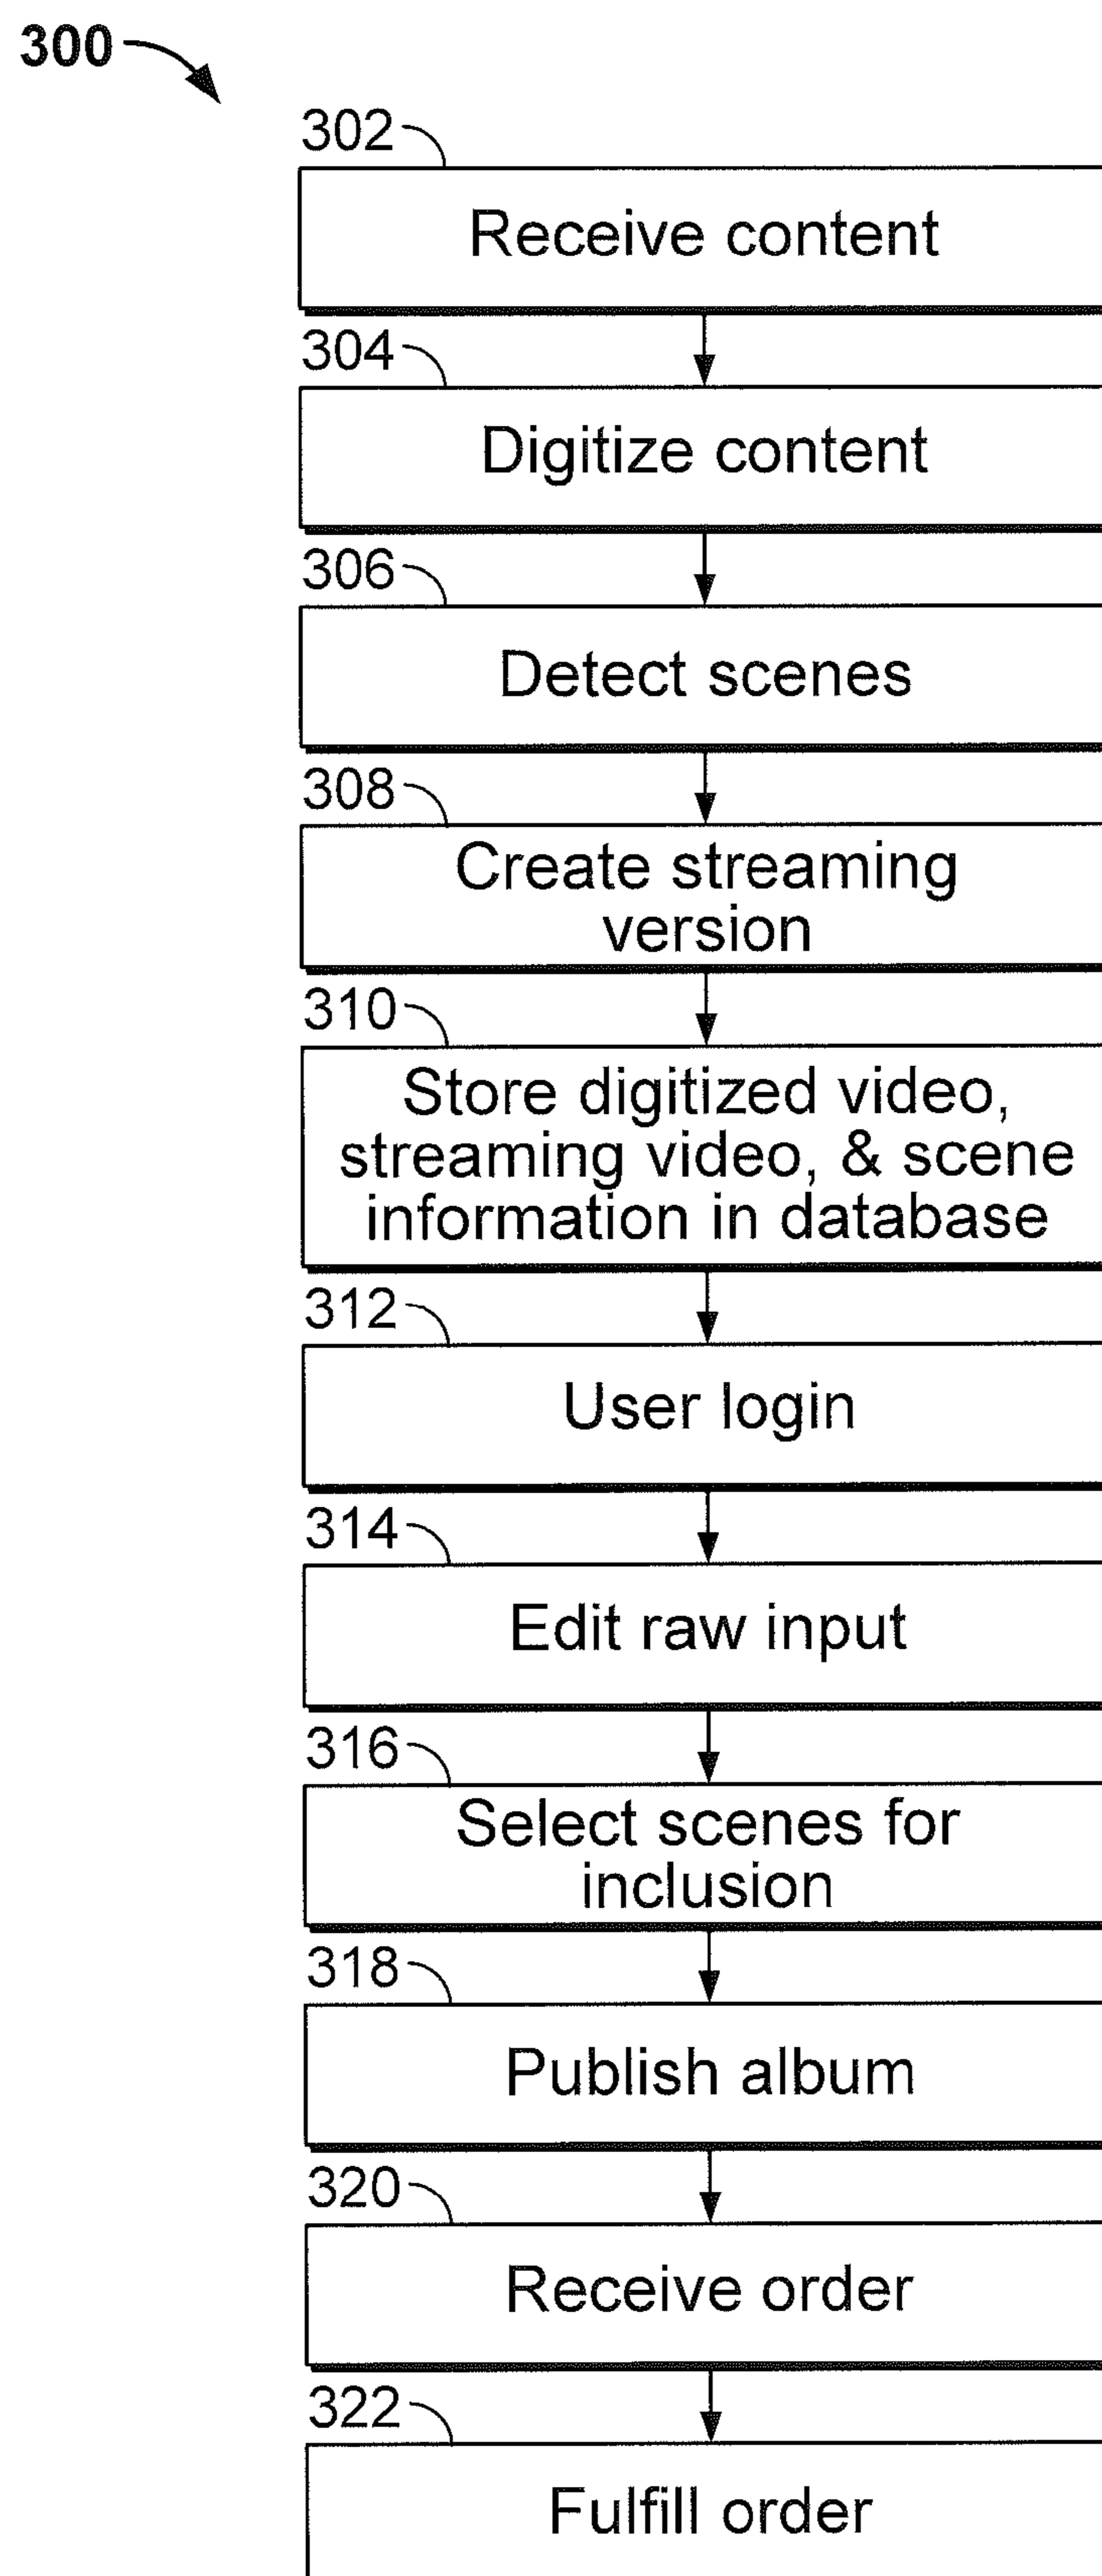 300
302
Receive content
304
Digitize content
306
Detect scenes
308
Create streaming
version
310
Store digitized video,
streaming video, & scene
information in database
312
User login
314
Edit raw input
316
Select scenes for
inclusion
318
Publish album
320
Receive order
322
Fulfill order